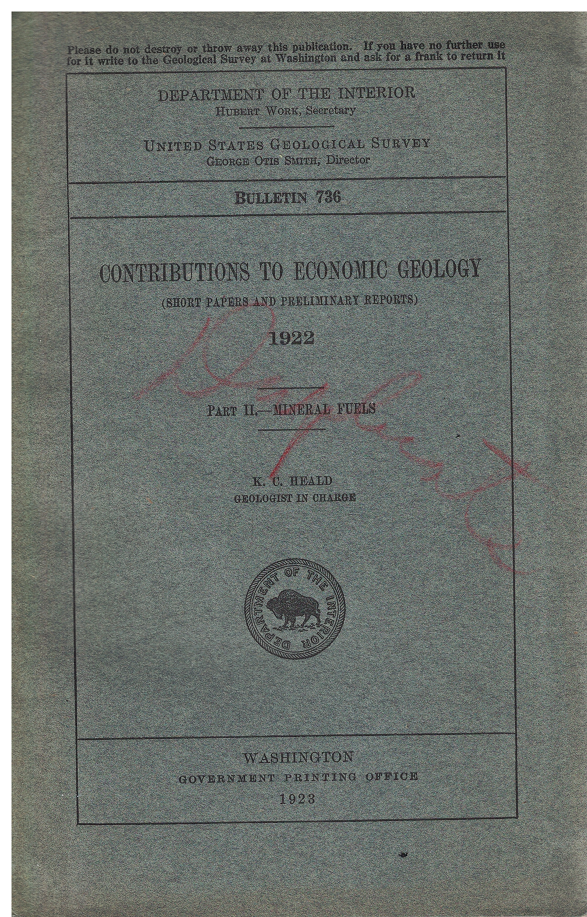 Please do not destroy or throw away this publication. If you have no further use
for it write to the Geological Survey at Washington and ask for a frank to return it
DEPARTMENT OF THE INTERIOR
HUBERT WORK, Secretary
UNITED STATES GEOLOGICAL SURVEY
GEORGE OTIS SMITH, Director
BULLETIN 736
CONTRIBUTIONS TO ECONOMIC GEOLOGY
(SHORT PAPERS AND PRELIMINARY REPORTS)
1922
Duplicate
PART II.—MINERAL FUELS
K. C. HEALD
GEOLOGIST IN CHARGE
DEPARTMENT OF THE INTERIOR
WASHINGTON
GOVERNMENT PRINTING OFFICE
1923